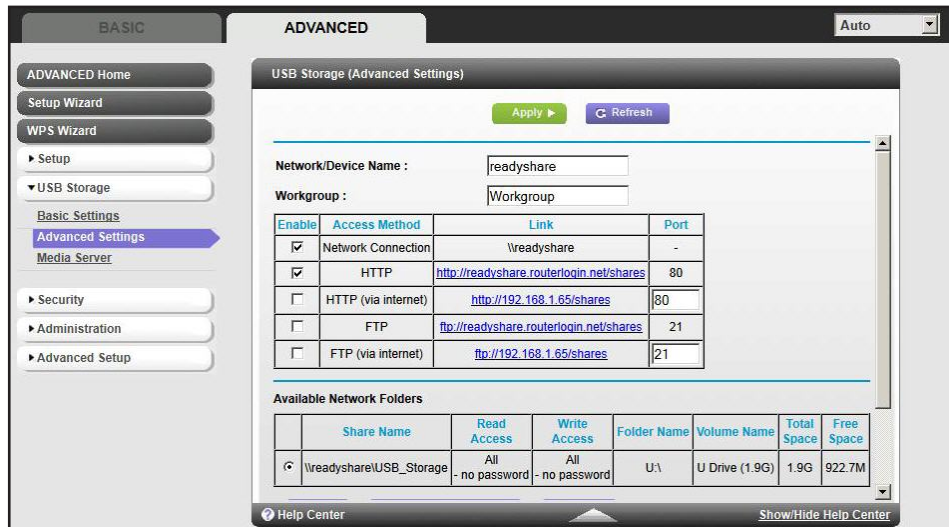 BASIC
ADVANCED
Auto
ADVANCED Home
Setup Wizard
WPS Wizard
Setup
USB Storage
Basic Settings
Advanced Settings
Media Server
Security
Administration
Advanced Setup
USB Storage (Advanced Settings)
Apply
Refresh
Network/Device Name : readyshare
Workgroup : Workgroup
Enable Access Method Link Port
Network Connection \\readyshare -
HTTP http://readyshare.routerlogin.net/shares 80
HTTP (via internet) http://192.168.1.65/shares 80
FTP ftp://readyshare.routerlogin.net/shares 21
FTP (via internet) ftp://192.168.1.65/shares 21
Available Network Folders
Share Name Read Access Write Access Folder Name Volume Name Total Space Free Space
\\readyshare\USB_Storage All - no password All - no password U:\ U Drive (1.9G) 1.9G 922.7M
Help Center
Show/Hide Help Center